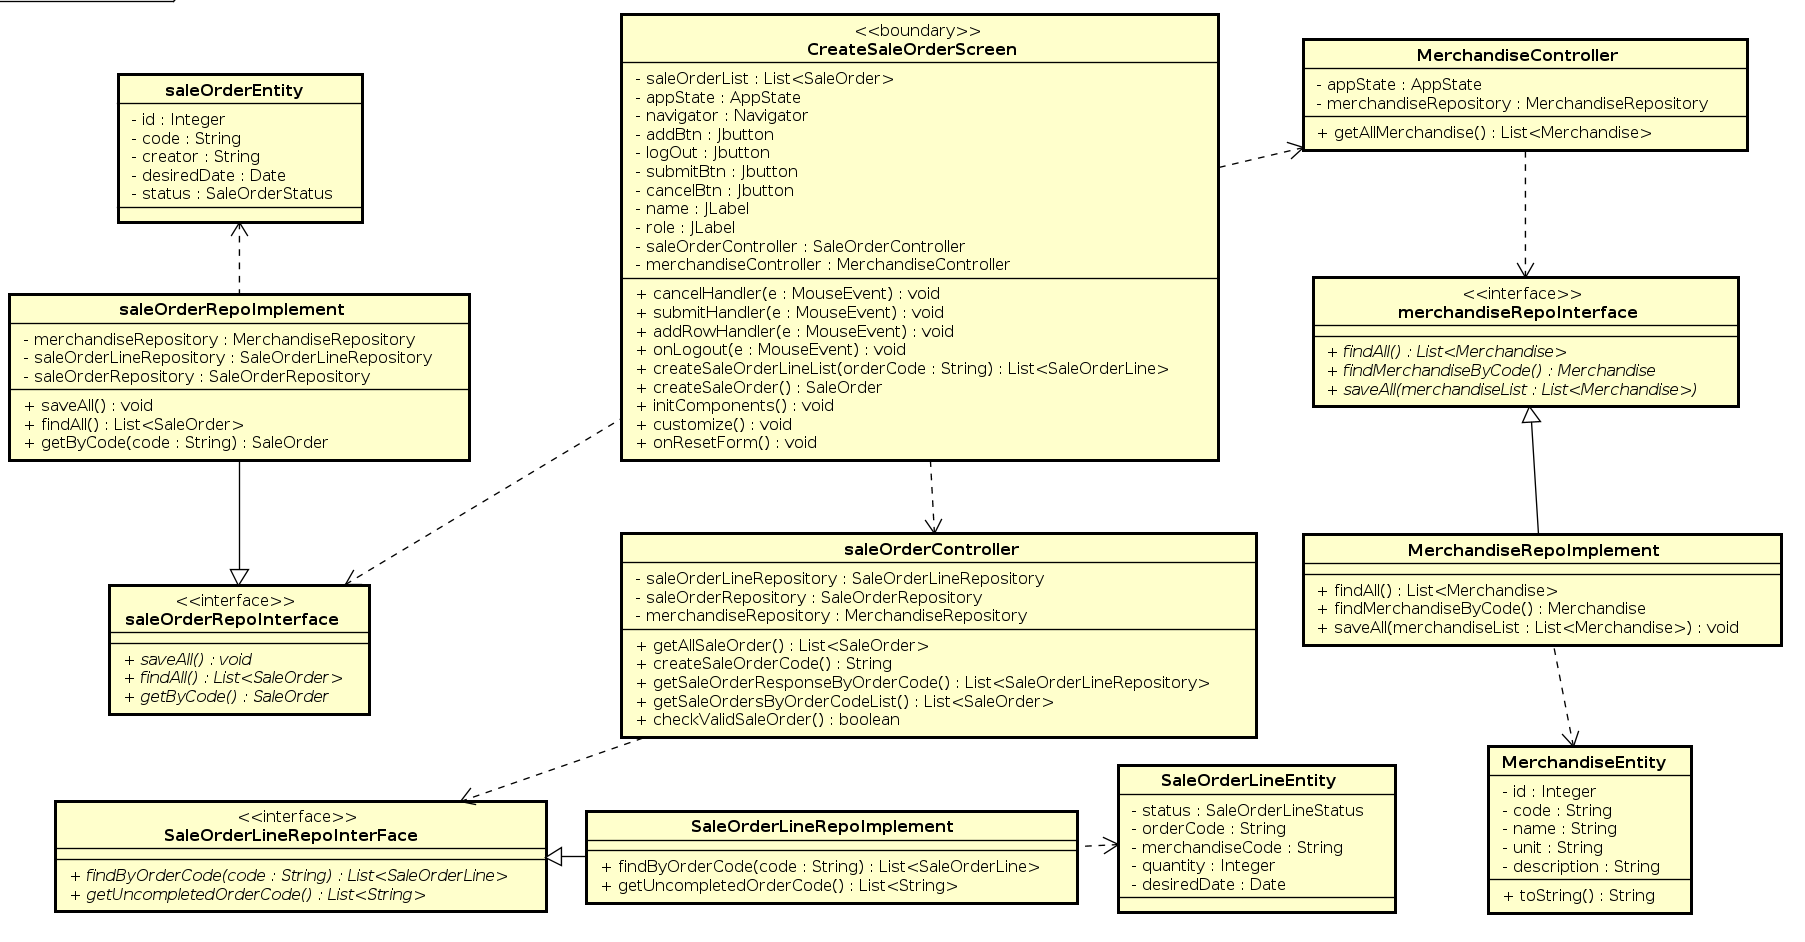 <<boundary>>
CreateSaleOrderScreen
- saleOrderList : List<SaleOrder>
- appState : AppState
- navigator : Navigator
- addBtn : Jbutton
- logOut : Jbutton
- submitBtn : Jbutton
- cancelBtn : Jbutton
- name : JLabel
- role : JLabel
- saleOrderController : SaleOrderController
- merchandiseController : MerchandiseController
+ cancelHandler(e : MouseEvent) : void
+ submitHandler(e : MouseEvent) : void
+ addRowHandler(e : MouseEvent) : void
+ onLogout(e : MouseEvent) : void
+ createSaleOrderLineList(orderCode : String) : List<SaleOrderLine>
+ createSaleOrder() : SaleOrder
+ initComponents() : void
+ customize() : void
+ onResetForm() : void
MerchandiseController
- appState : AppState
- merchandiseRepository : MerchandiseRepository
+ getAllMerchandise() : List<Merchandise>
saleOrderEntity
- id : Integer
- code : String
- creator : String
- desiredDate : Date
- status : SaleOrderStatus
saleOrderRepoImplement
- merchandiseRepository : MerchandiseRepository
- saleOrderLineRepository : SaleOrderLineRepository
- saleOrderRepository : SaleOrderRepository
+ saveAll() : void
+ findAll() : List<SaleOrder>
+ getByCode(code : String) : SaleOrder
<<interface>>
merchandiseRepoInterface
+ findAll() : List<Merchandise>
+ findMerchandiseByCode() : Merchandise
+ saveAll(merchandiseList : List<Merchandise>)
<<interface>>
saleOrderRepoInterface
+ saveAll() : void
+ findAll() : List<SaleOrder>
+ getByCode() : SaleOrder
saleOrderController
- saleOrderLineRepository : SaleOrderLineRepository
- saleOrderRepository : SaleOrderRepository
- merchandiseRepository : MerchandiseRepository
+ getAllSaleOrder() : List<SaleOrder>
+ createSaleOrderCode() : String
+ getSaleOrderResponseByOrderCode() : List<SaleOrderLineRepository>
+ getSaleOrdersByOrderCodeList() : List<SaleOrder>
+ checkValidSaleOrder() : boolean
MerchandiseRepoImplement
+ findAll() : List<Merchandise>
+ findMerchandiseByCode() : Merchandise
+ saveAll(merchandiseList : List<Merchandise>) : void
<<interface>>
SaleOrderLineRepoInterFace
+ findByOrderCode(code : String) : List<SaleOrderLine>
+ getUncompletedOrderCode() : List<String>
SaleOrderLineRepoImplement
+ findByOrderCode(code : String) : List<SaleOrderLine>
+ getUncompletedOrderCode() : List<String>
SaleOrderLineEntity
- status : SaleOrderLineStatus
- orderCode : String
- merchandiseCode : String
- quantity : Integer
- desiredDate : Date
MerchandiseEntity
- id : Integer
- code : String
- name : String
- unit : String
- description : String
+ toString() : String